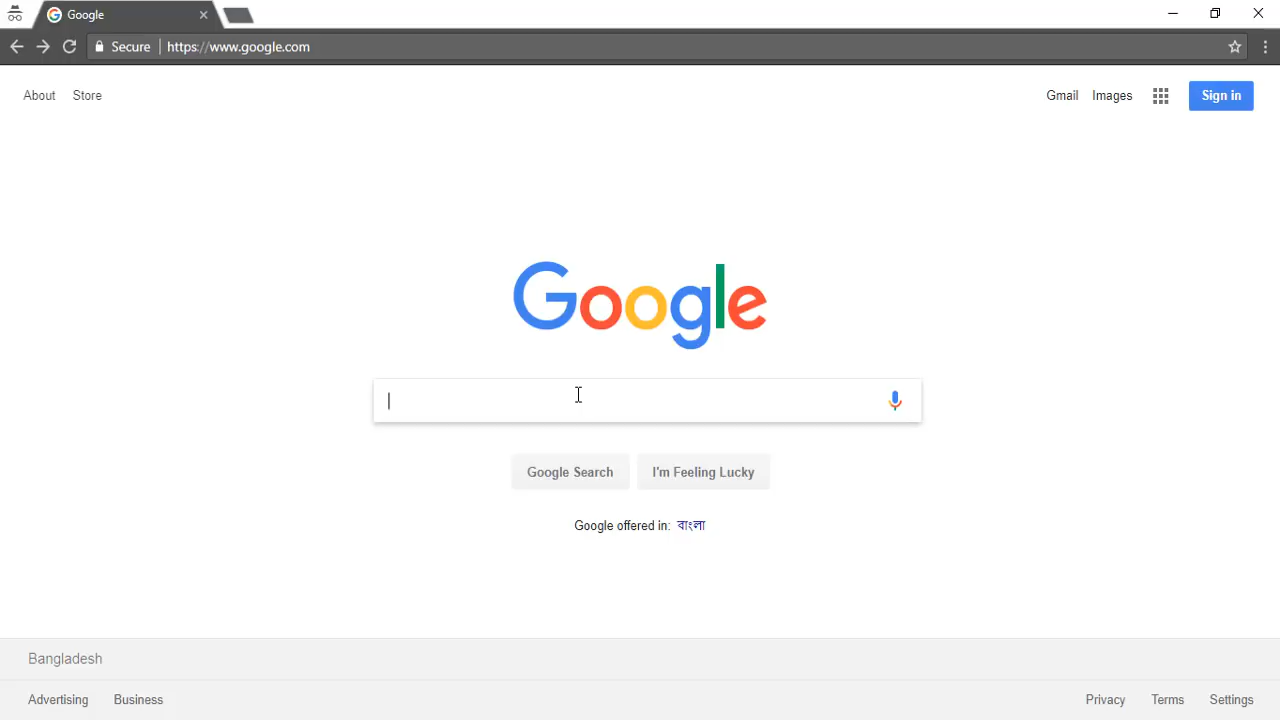 Google
Secure https://www.google.com
About Store Gmail Images Sign in
Google
Google Search I'm Feeling Lucky
Google offered in: বাংলা
Bangladesh
Advertising Business Privacy Terms Settings